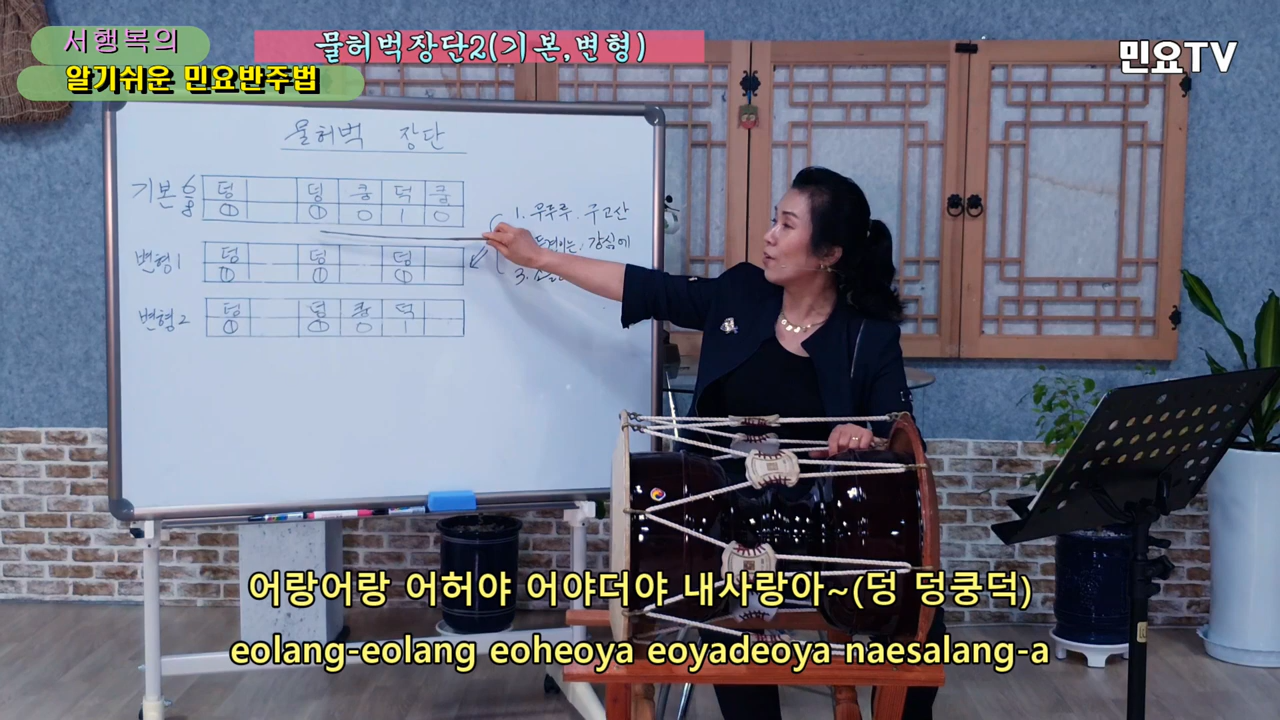 서행복의
알기쉬운 민요반주법
물허벅장단2(기본,변형)
민요TV
물허벅 장단
기본 6/8 덩 덩 쿵 덕 쿵
변형1 덩 덩 덩
변형2 덩 덩 쿵 덕
1. 무루루. 구고산
강심에
3.
어랑어랑 어허야 어야더야 내사랑아~(덩 덩쿵덕)
eolang-eolang eoheoya eoyadeoya naesalang-a